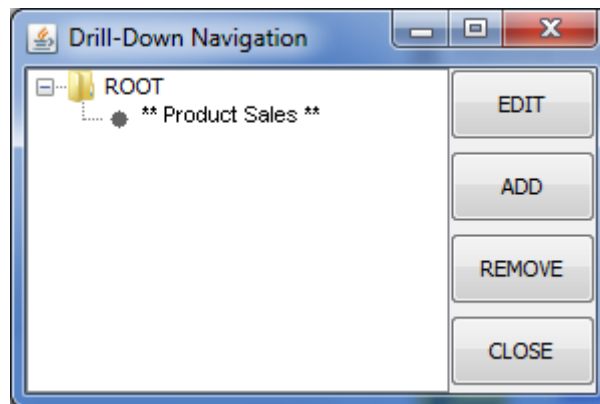 Drill-Down Navigation
ROOT
** Product Sales **
EDIT
ADD
REMOVE
CLOSE